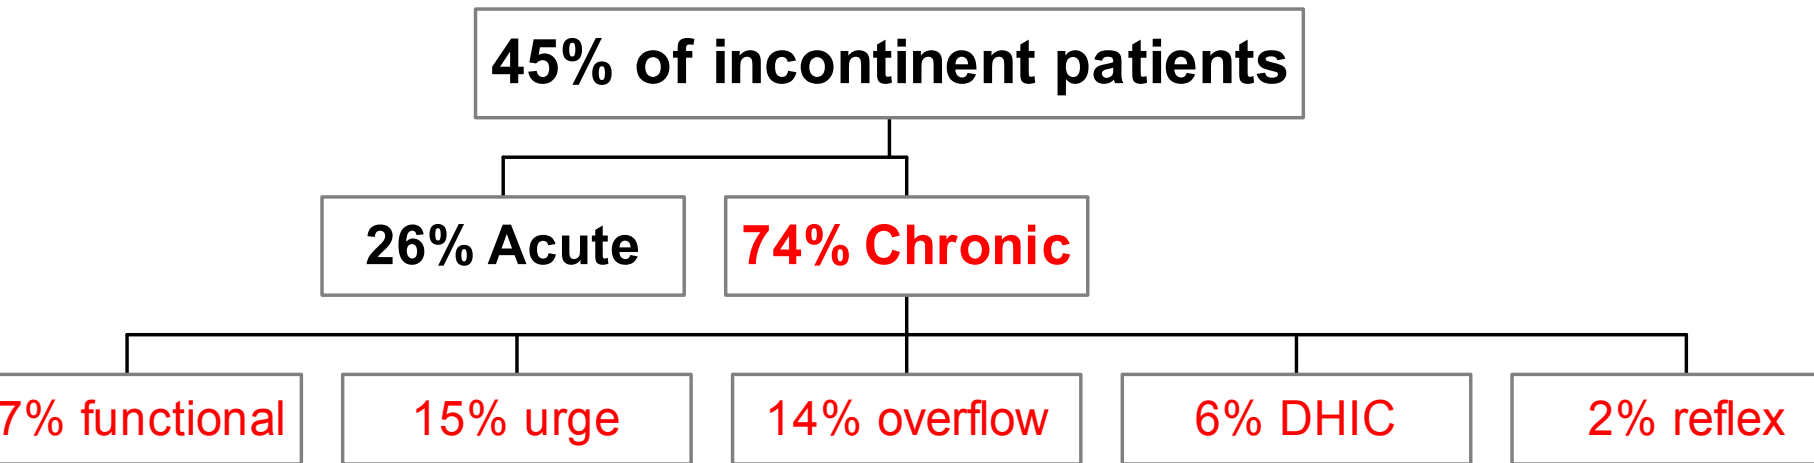 45% of incontinent patients
26% Acute
74% Chronic
7% functional
15% urge
14% overflow
6% DHIC
2% reflex